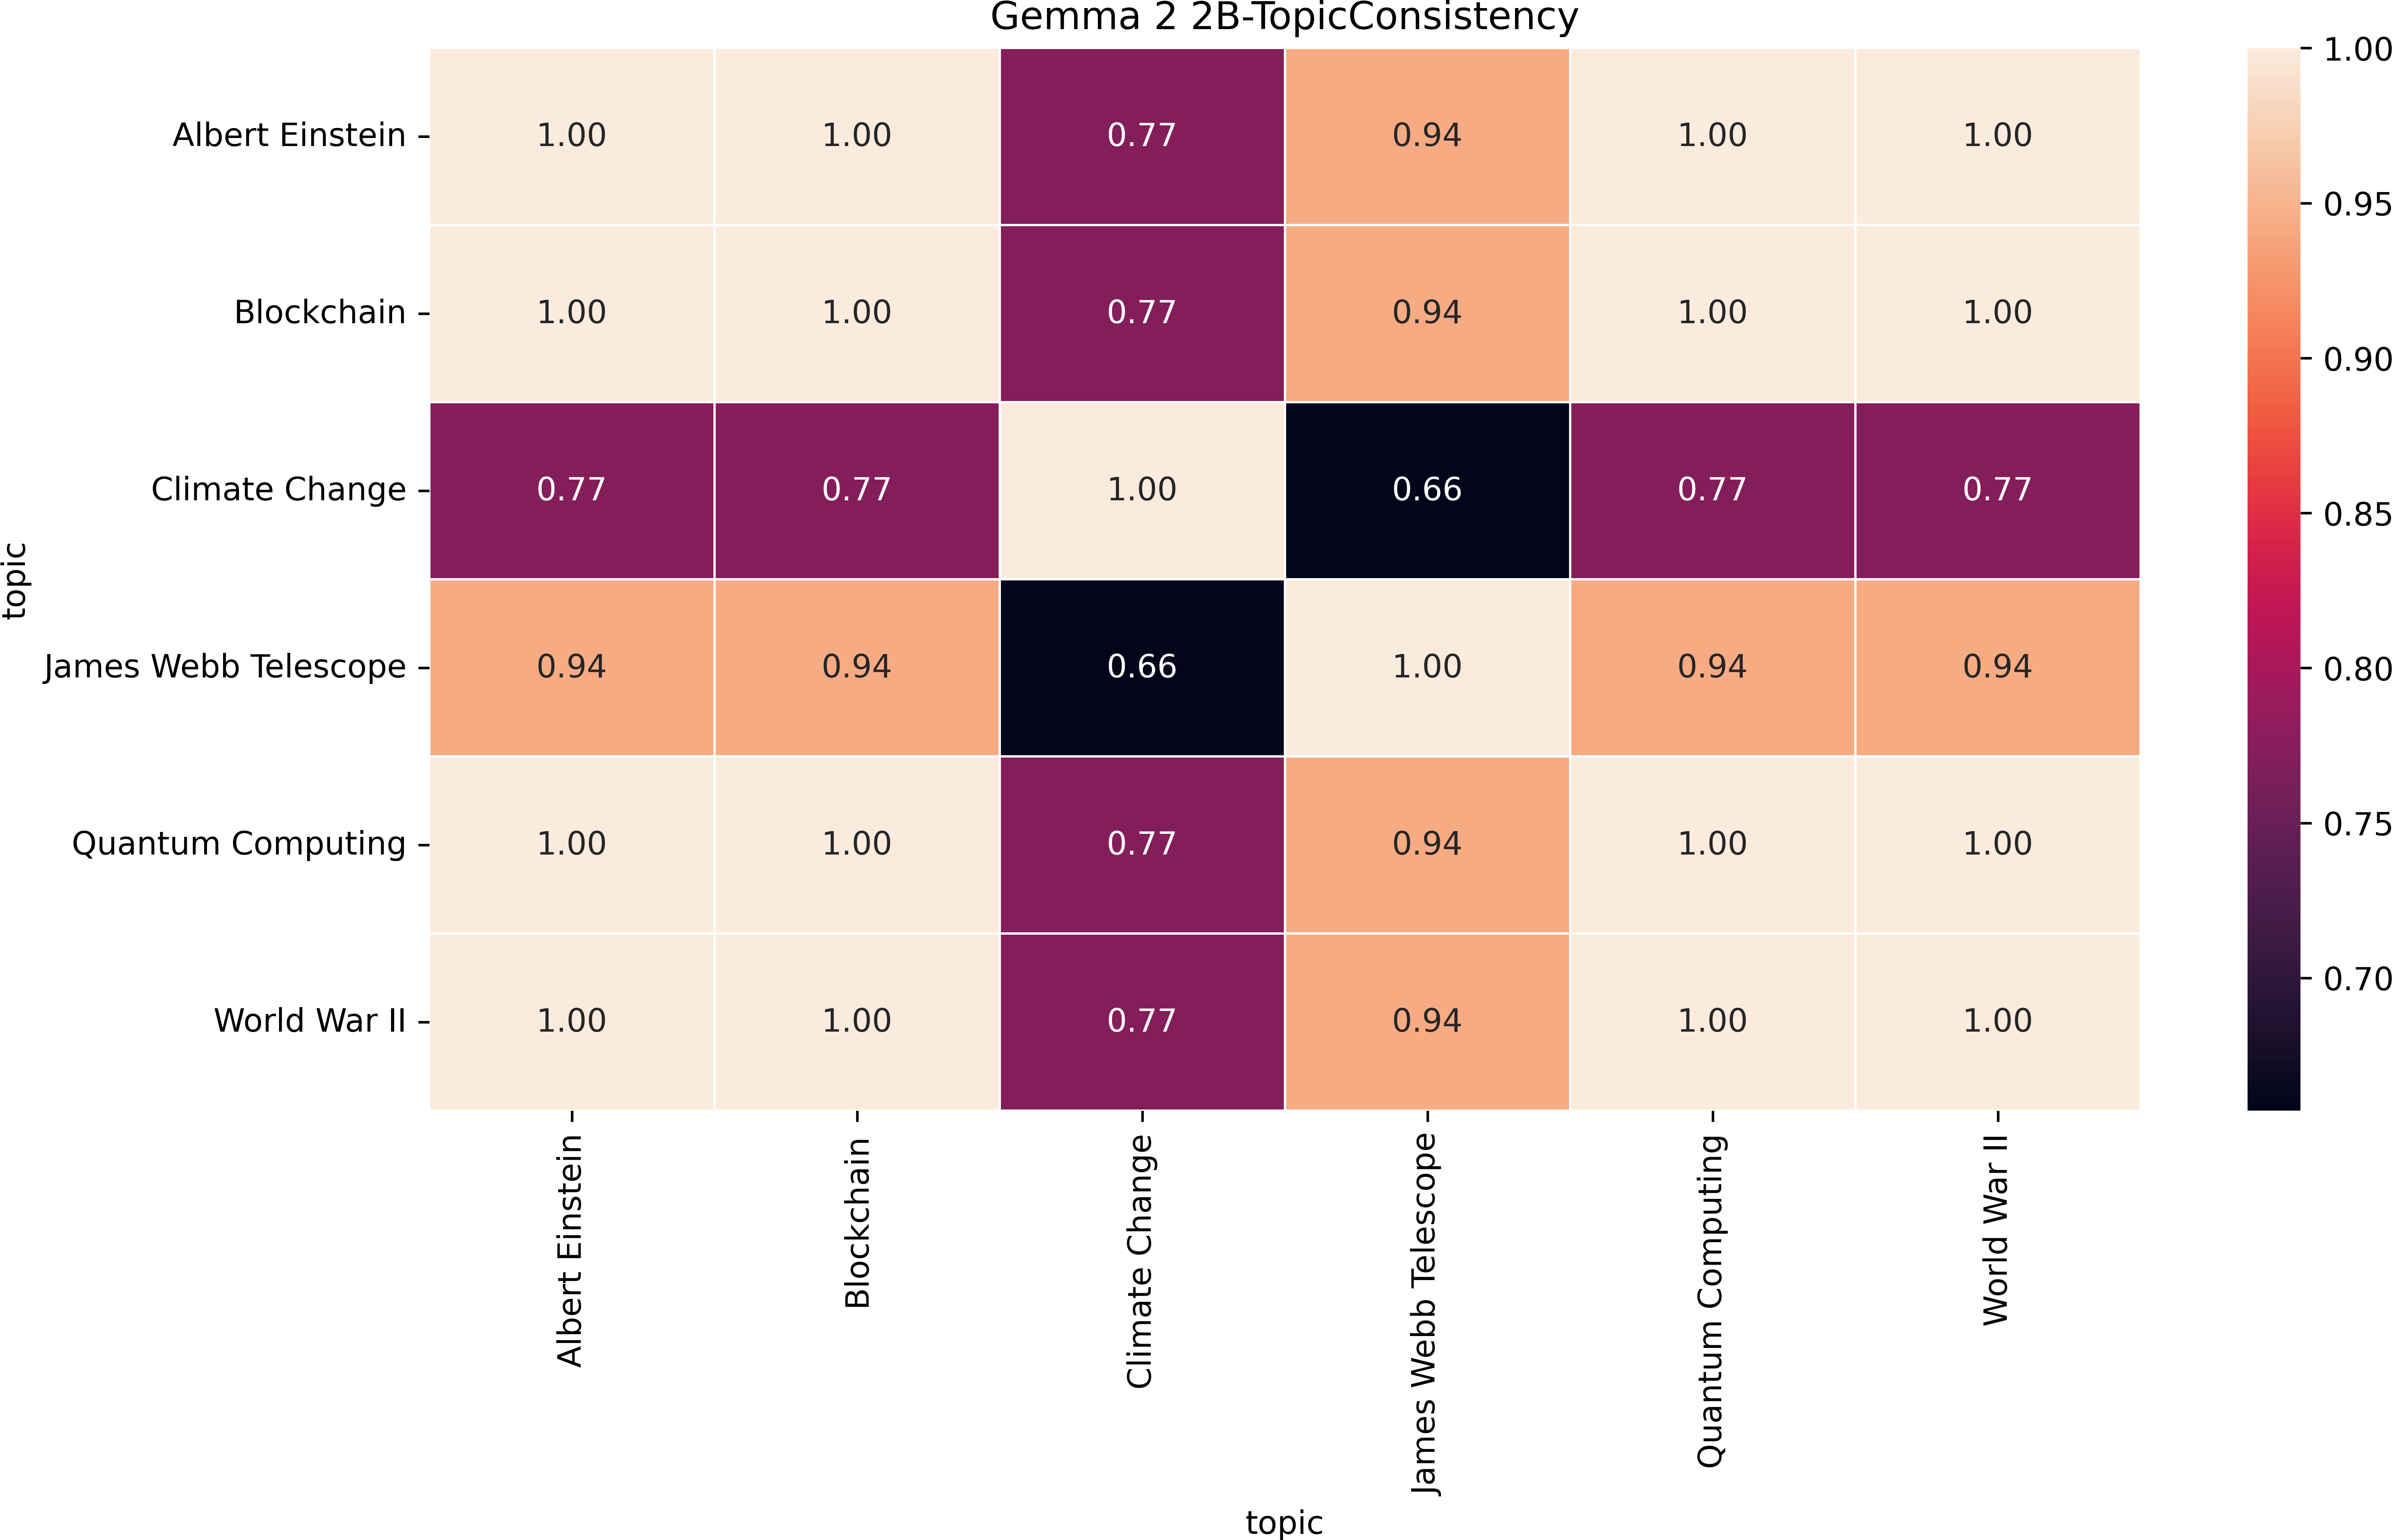 Gemma 2 2B-TopicConsistency
topic
Albert Einstein 1.00 1.00 0.77 0.94 1.00 1.00
Blockchain 1.00 1.00 0.77 0.94 1.00 1.00
Climate Change 0.77 0.77 1.00 0.66 0.77 0.77
James Webb Telescope 0.94 0.94 0.66 1.00 0.94 0.94
Quantum Computing 1.00 1.00 0.77 0.94 1.00 1.00
World War II 1.00 1.00 0.77 0.94 1.00 1.00
Albert Einstein
Blockchain
Climate Change
James Webb Telescope
Quantum Computing
World War II
topic
1.00
0.95
0.90
0.85
0.80
0.75
0.70